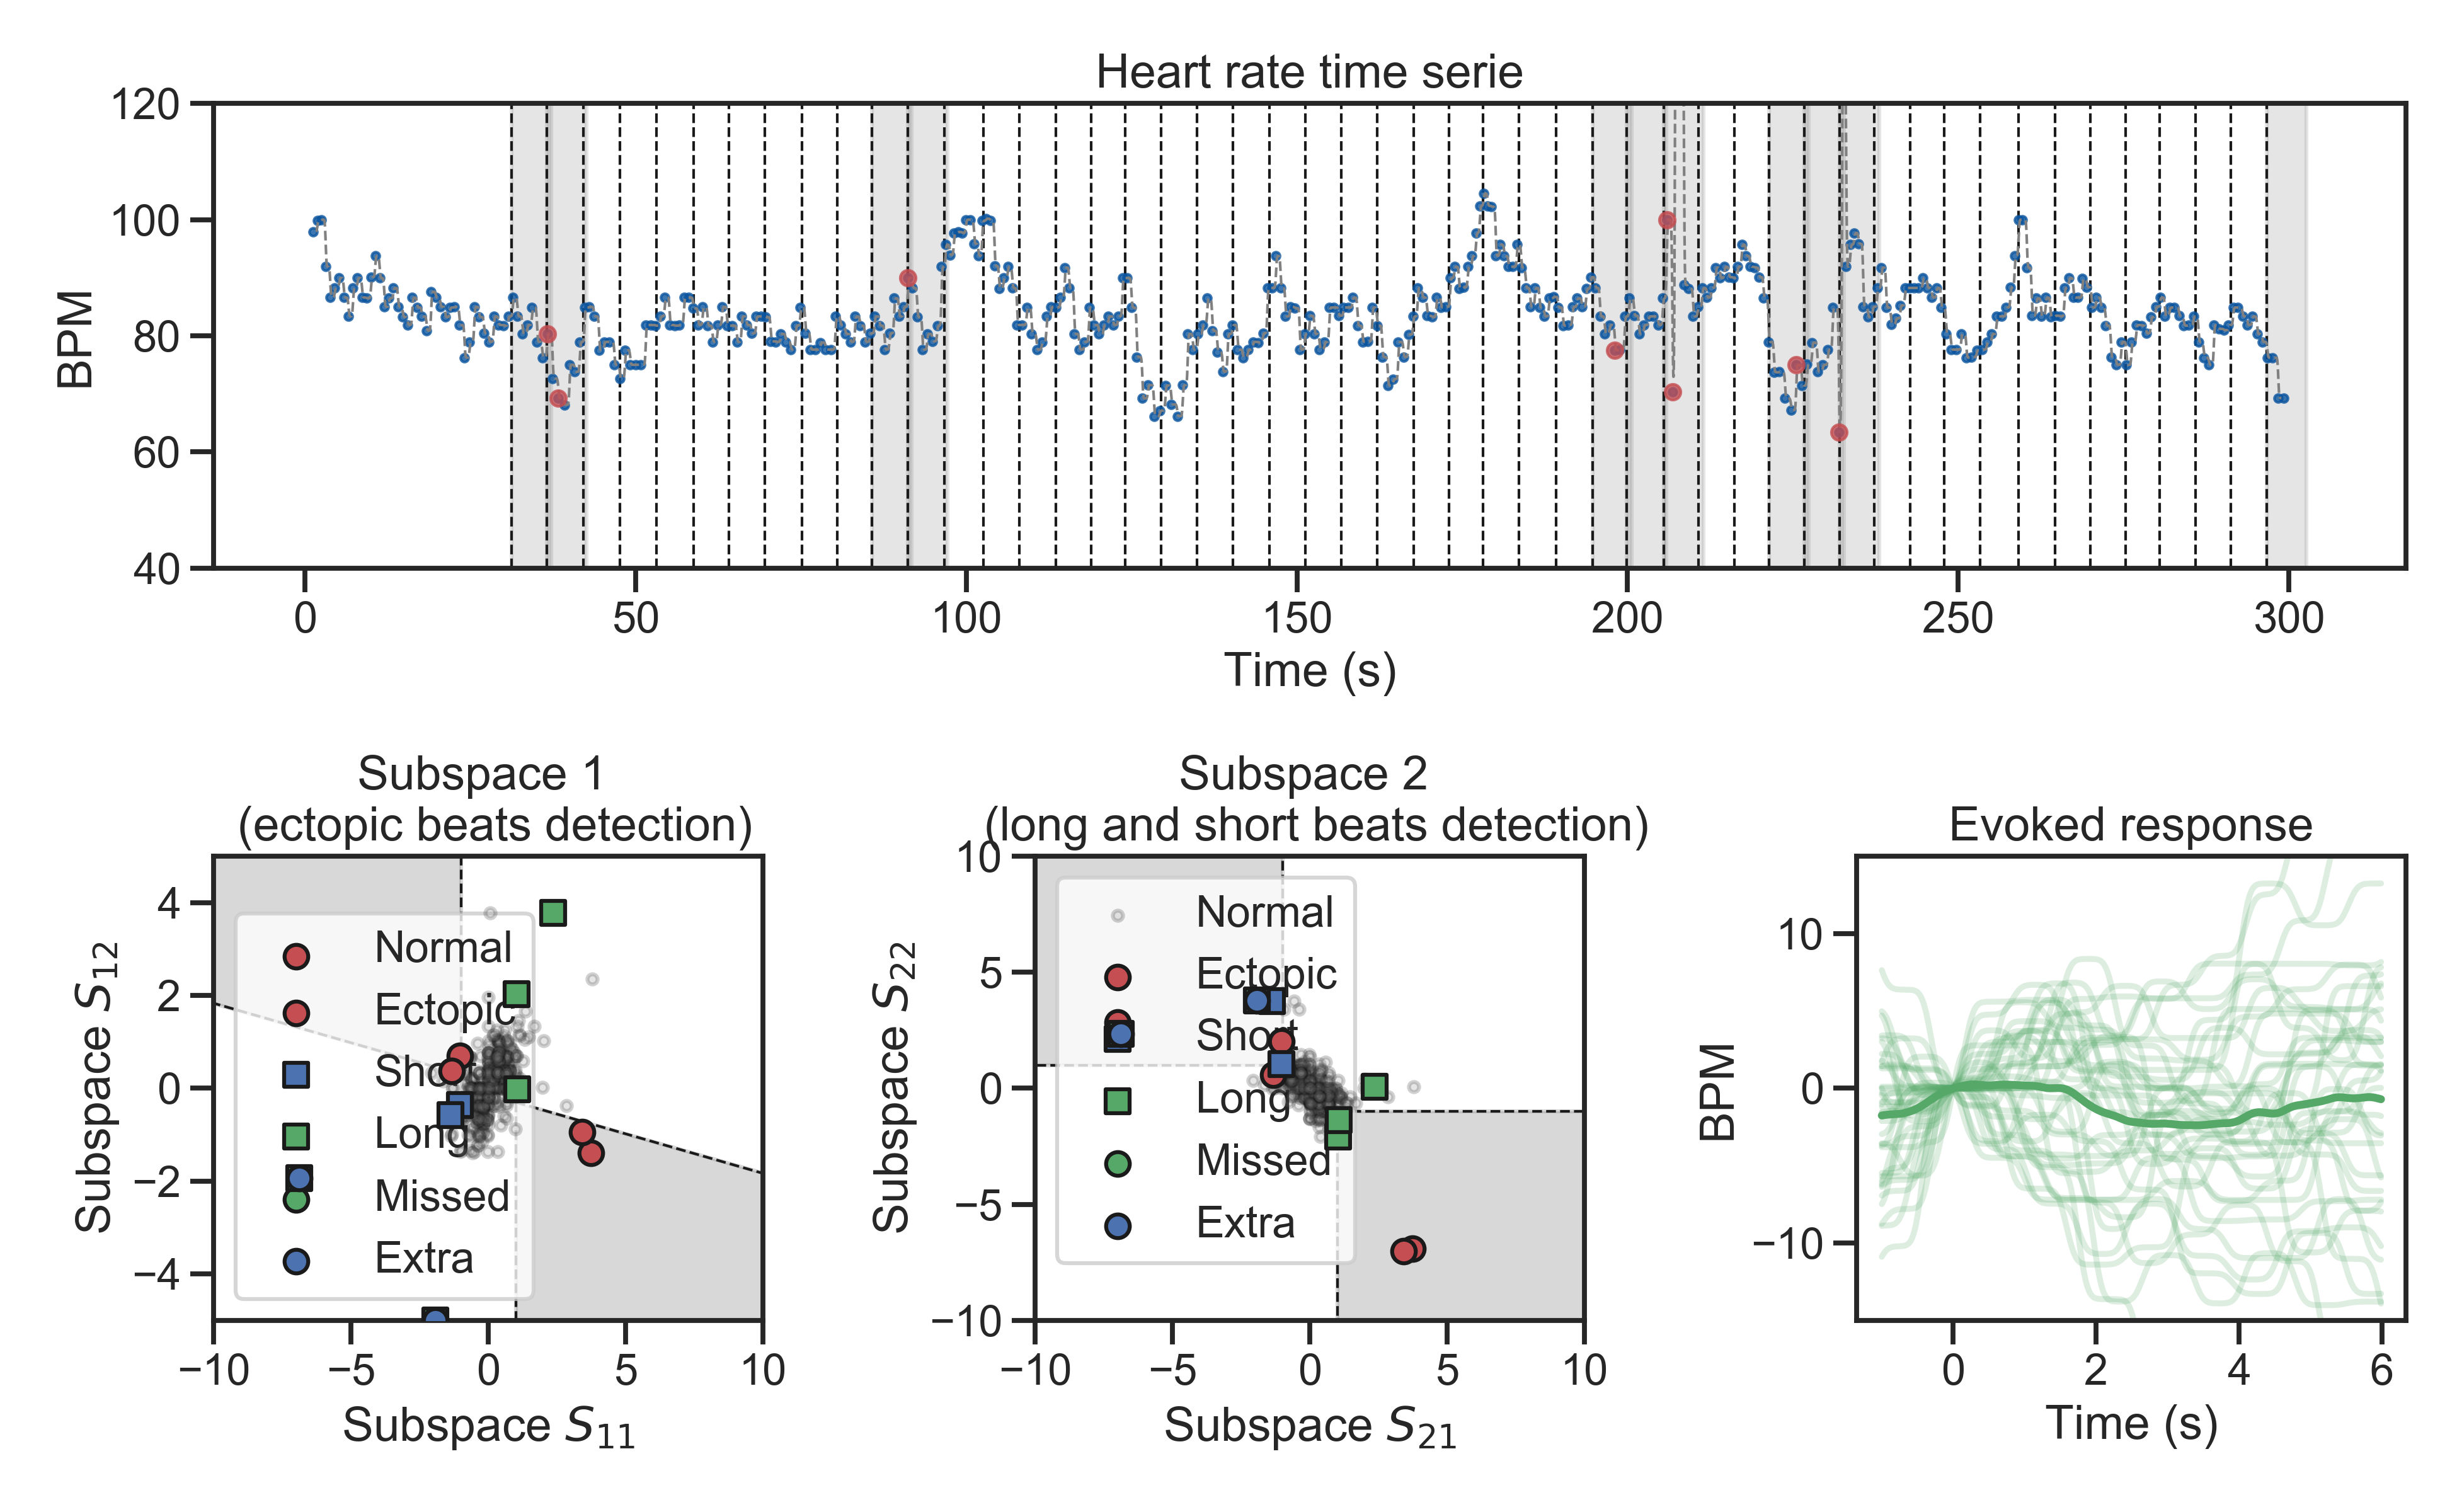 Heart rate time serie
120
100
80
60
40
BPM
0 50 100 150 200 250 300
Time (s)
Subspace 1
(ectopic beats detection)
4
2
0
−2
−4
Subspace S12
Normal
Ectopic
Short
Long
Missed
Extra
−10 −5 0 5 10
Subspace S11
Subspace 2
(long and short beats detection)
10
5
0
−5
−10
Subspace S22
Normal
Ectopic
Short
Long
Missed
Extra
−10 −5 0 5 10
Subspace S21
Evoked response
10
0
−10
BPM
0 2 4 6
Time (s)